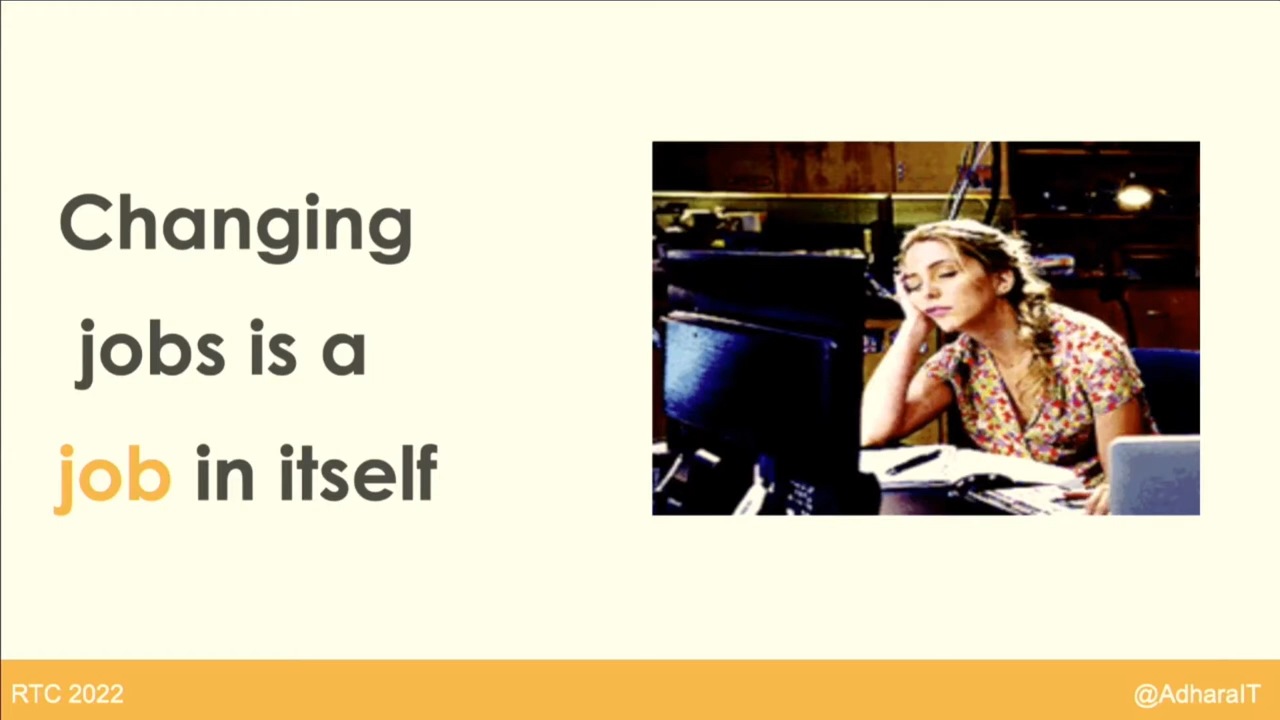 Changing
jobs is a
job in itself
RTC 2022
@AdharaIT